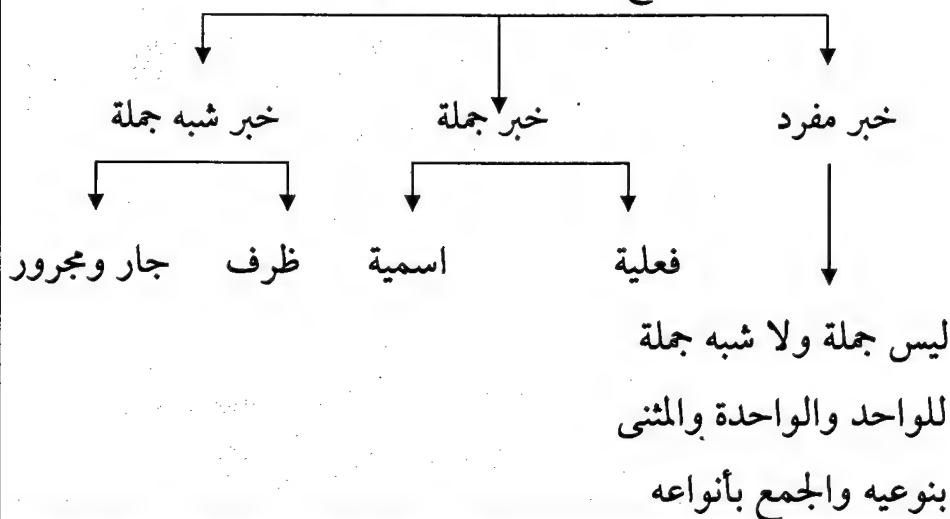 خبر مفرد
خبر جملة
خبر شبه جملة
فعلية
اسمية
ظرف
جار ومجرور
ليس جملة ولا شبه جملة
للواحد والواحدة والمثنى
بنوعيه والجمع بأنواعه